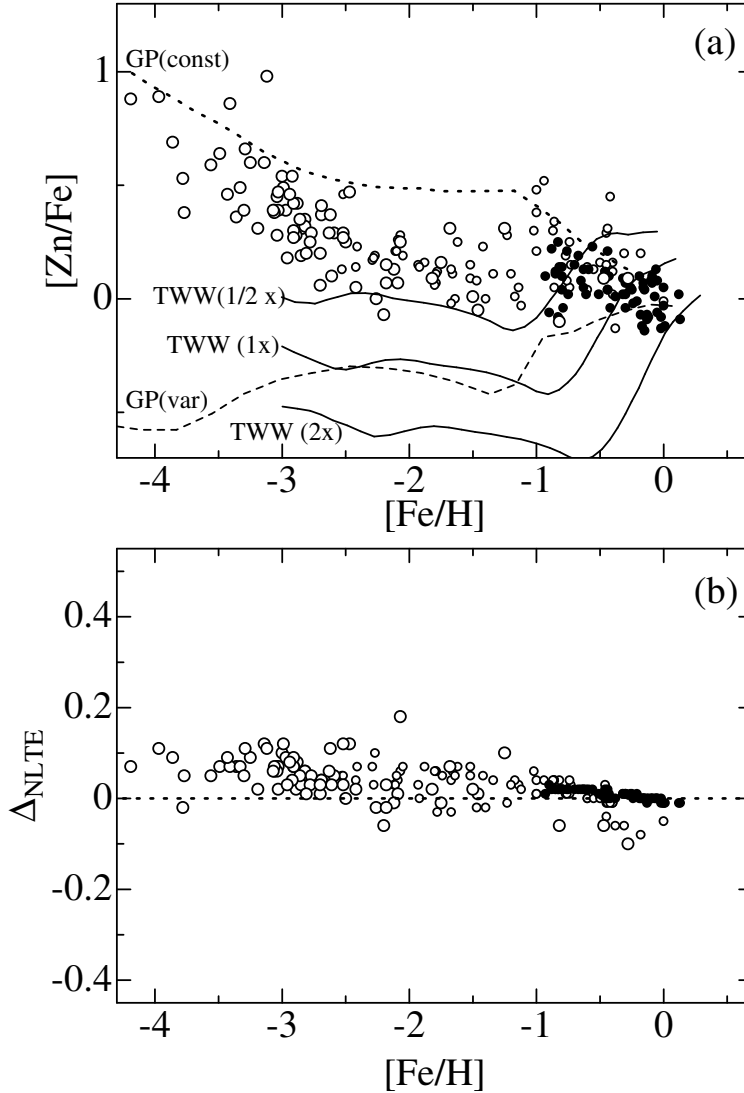 (a)
GP(const)
1
[Zn/Fe]
0
TWW(1/2 x)
TWW (1x)
GP(var)
TWW (2x)
-4 -3 -2 -1 0
[Fe/H]
(b)
0.4
0.2
0
-0.2
-0.4
ΔNLTE
-4 -3 -2 -1 0
[Fe/H]